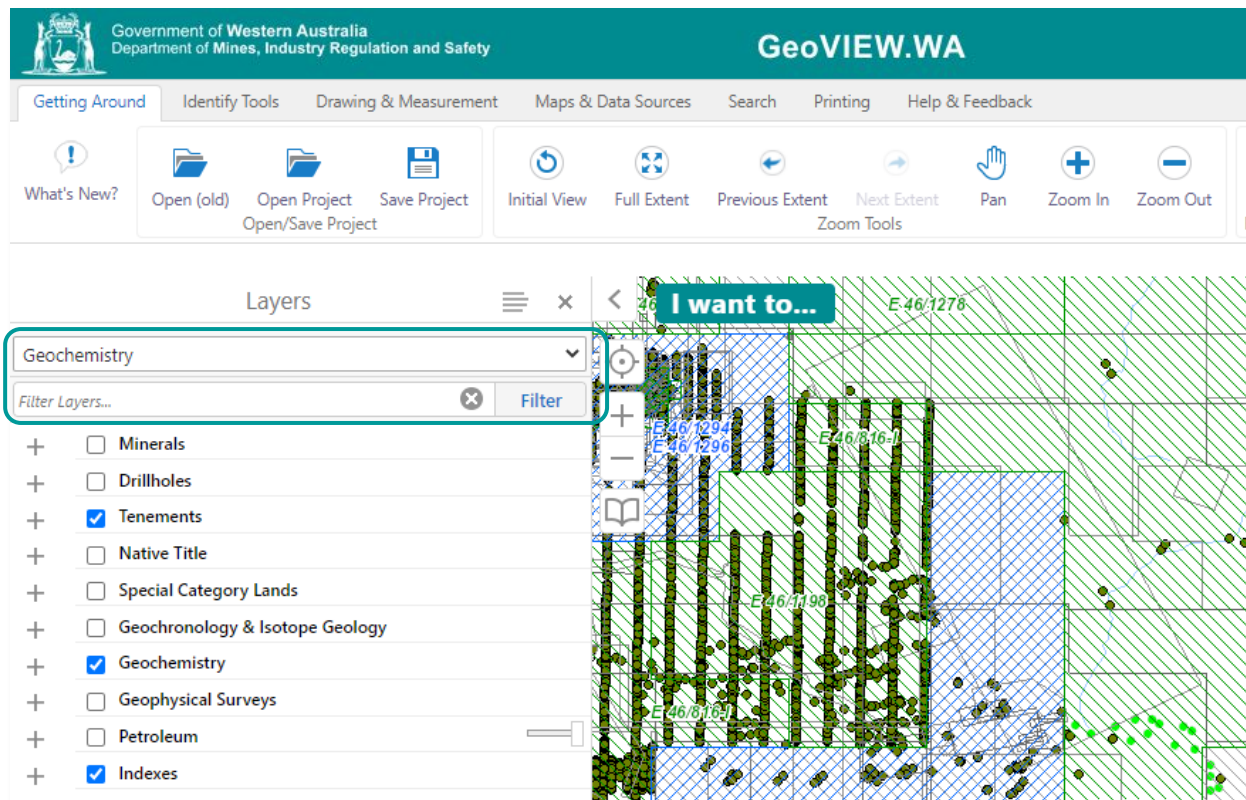 Government of Western Australia
Department of Mines, Industry Regulation and Safety
GeoVIEW.WA
Getting Around
Identify Tools
Drawing & Measurement
Maps & Data Sources
Search
Printing
Help & Feedback
What's New?
Open (old)
Open Project
Save Project
Open/Save Project
Initial View
Full Extent
Previous Extent
Next Extent
Pan
Zoom In
Zoom Out
Zoom Tools
Layers
Geochemistry
Filter Layers...
Filter
Minerals
Drillholes
Tenements
Native Title
Special Category Lands
Geochronology & Isotope Geology
Geochemistry
Geophysical Surveys
Petroleum
Indexes
46
I want to...
E 46/1278
E 46/1294
E 46/1296
E 46/816-I
E 46/1198
E 46/816-I